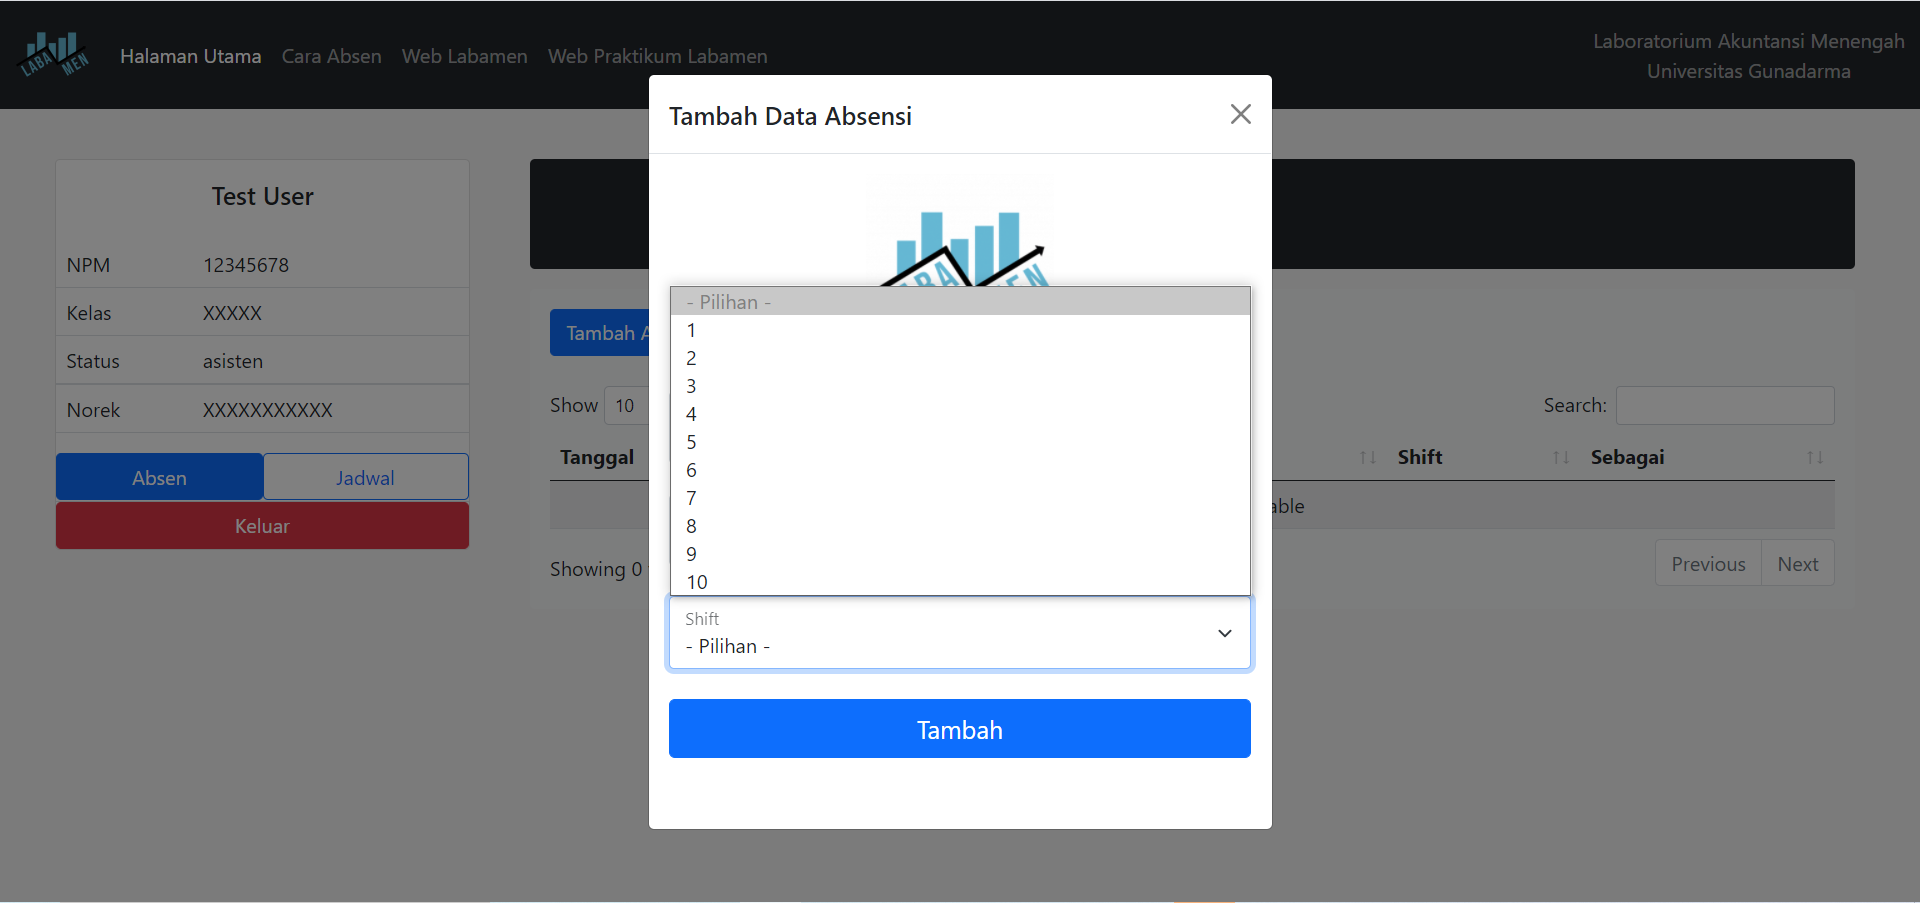 LABA MEN
Halaman Utama Cara Absen Web Labamen Web Praktikum Labamen
Laboratorium Akuntansi Menengah
Universitas Gunadarma
Tambah Data Absensi
Test User
NPM 12345678
Kelas XXXXX
Status asisten
Norek XXXXXXXXXXX
Absen Jadwal
Keluar
Tambah A
Show 10
Search:
Tanggal Shift Sebagai
able
Showing 0
Previous Next
- Pilihan -
1
2
3
4
5
6
7
8
9
10
Shift
- Pilihan -
Tambah